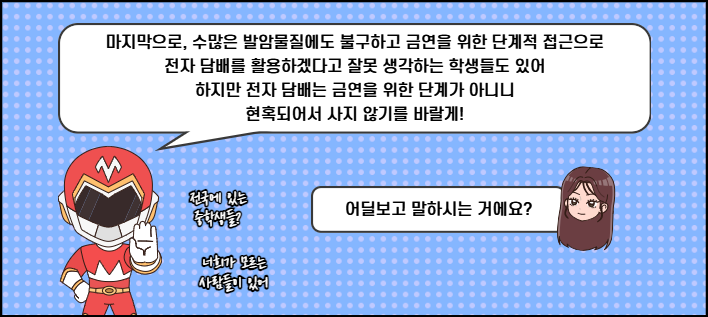 마지막으로, 수많은 발암물질에도 불구하고 금연을 위한 단계적 접근으로
전자 담배를 활용하겠다고 잘못 생각하는 학생들도 있어
하지만 전자 담배는 금연을 위한 단계가 아니니
현혹되어서 사지 않기를 바랄게!
전국에 있는
중학생들?
어딜보고 말하시는 거에요?
너희가 모르는
사람들이 있어